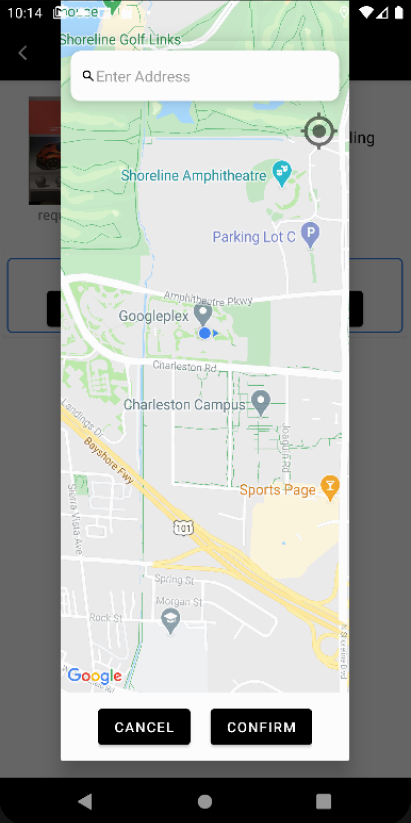 10:14
Shoreline Golf Links
Enter Address
ling
Shoreline Amphitheatre
Parking Lot C
requ
Amphitheatre Pkwy
Googleplex
Charleston Rd
Charleston Campus
Landings Dr
Joaquin Rd
Bayshore Fwy
Sports Page
Sierra Vista Ave
101
Spring St
Morgan St
Rock St
N Shoreline Blvd
Google
CANCEL
CONFIRM